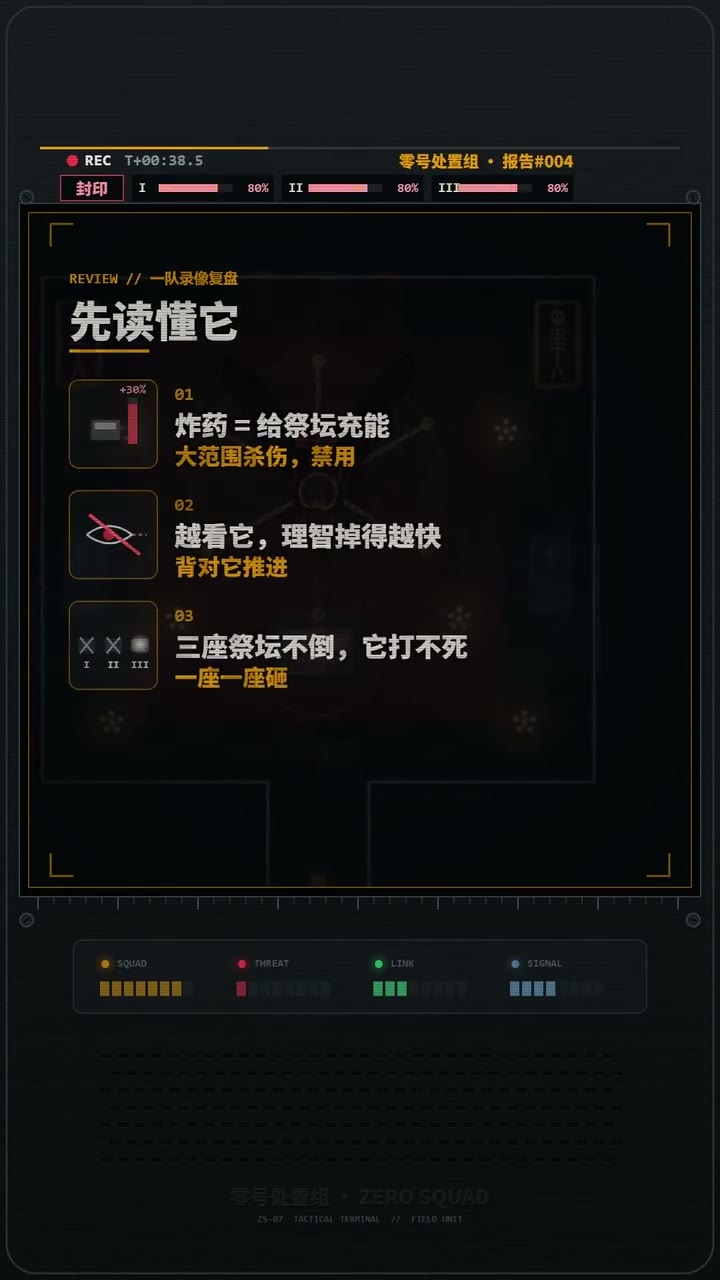 REC T+00:38.5 零号处置组 · 报告#004
封印 I 80% II 80% III 80%
REVIEW // 一队录像复盘
先读懂它
+30%
01
炸药 = 给祭坛充能
大范围杀伤，禁用
02
越看它，理智掉得越快
背对它推进
03
三座祭坛不倒，它打不死
一座一座砸
I II III
SQUAD THREAT LINK SIGNAL
零号处置组 · ZERO SQUAD
ZS-07 TACTICAL TERMINAL // FIELD UNIT